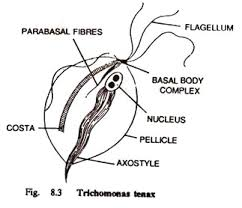 FLAGELLUM
PARABASAL FIBRES
BASAL BODY
COMPLEX
NUCLEUS
COSTA
PELLICLE
AXOSTYLE
Fig. 8.3 Trichomonas tenax